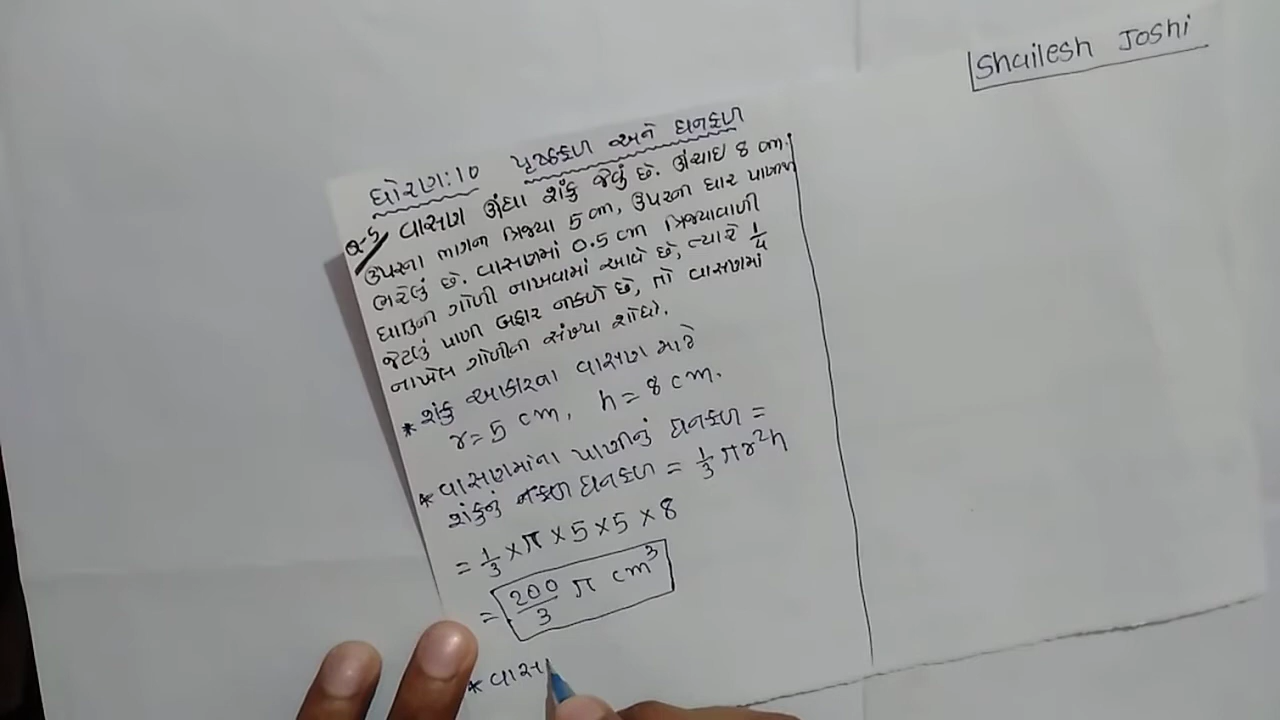 Shailesh Joshi
ધોરણ:10 પૃષ્ઠફળ અને ઘનફળ
Q-5 વાસણ ઊંધા શંકુ જેવું છે. ઊંચાઇ 8 cm.
ઉપરના ભાગની ત્રિજ્યા 5 cm, ઉપરના ધાર પાણીથી
ભરેલું છે. વાસણમાં 0.5 cm ત્રિજ્યાવાળી
ધાતુની ગોળી નાખવામાં આવે છે, ત્યારે 1/4
જેટલું પાણી બહાર નીકળે છે, તો વાસણમાં
નાખેલ ગોળીની સંખ્યા શોધો.
* શંકુ આકારના વાસણ માટે
r = 5 cm, h = 8 cm.
* વાસણમાંના પાણીનું ઘનફળ =
શંકુનું ઘનફળ = 1/3 πr²h
= 1/3 × π × 5 × 5 × 8
= 200/3 π cm³
* વાસ